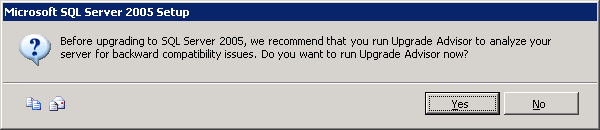 Microsoft SQL Server 2005 Setup
Before upgrading to SQL Server 2005, we recommend that you run Upgrade Advisor to analyze your
server for backward compatibility issues. Do you want to run Upgrade Advisor now?
Yes
No